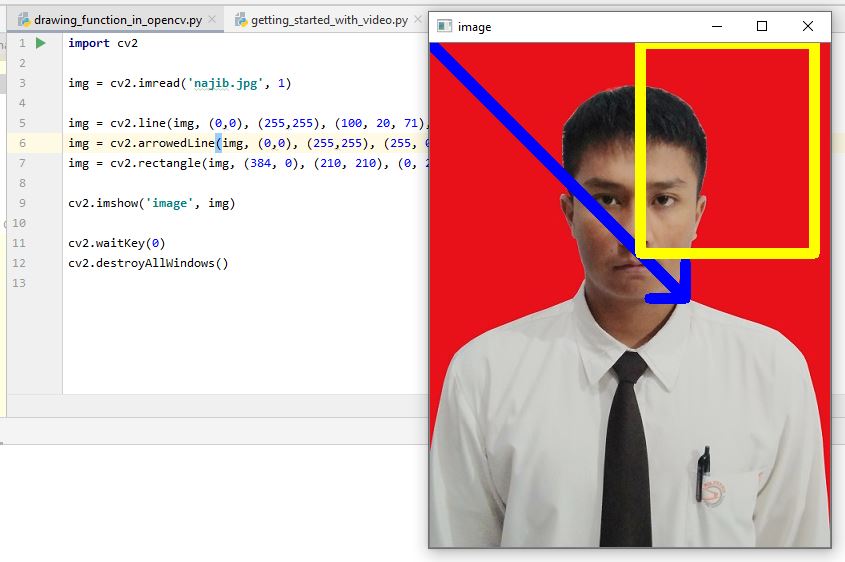 drawing_function_in_opencv.py
getting_started_with_video.py
image
1 import cv2
2
3 img = cv2.imread('najib.jpg', 1)
4
5 img = cv2.line(img, (0,0), (255,255), (100, 20, 71),
6 img = cv2.arrowedLine(img, (0,0), (255,255), (255, 0
7 img = cv2.rectangle(img, (384, 0), (210, 210), (0, 2
8
9 cv2.imshow('image', img)
10
11 cv2.waitKey(0)
12 cv2.destroyAllWindows()
13